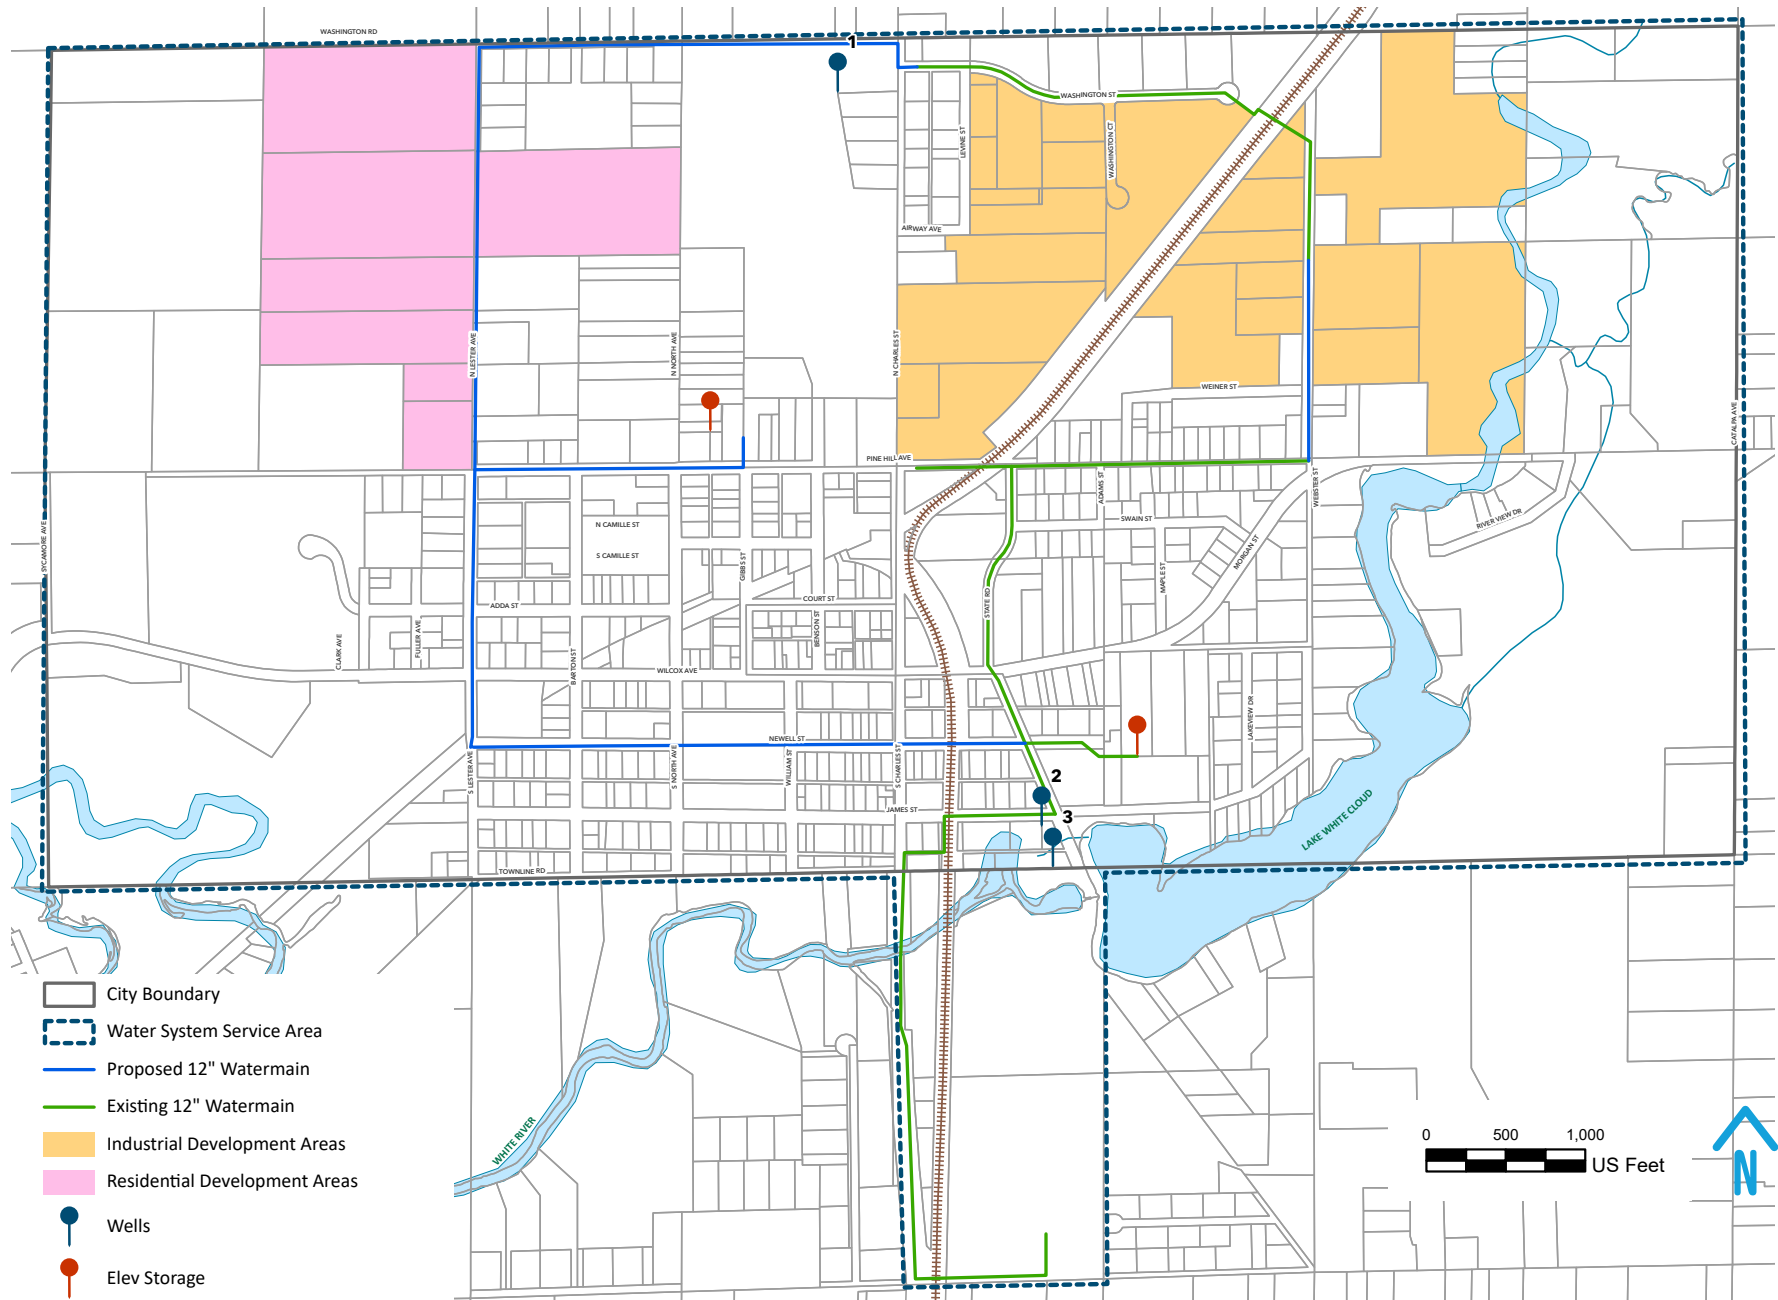 WASHINGTON RD
1
WASHINGTON ST
LEVINE ST
WASHINGTON CT
AIRWAY AVE
N LESTER AVE
N NORTH AVE
N CHARLES ST
WEINER ST
CATALPA AVE
PINE HILL AVE
ADAMS ST
WEBSTER ST
SYCAMORE AVE
N CAMILLE ST
SWAIN ST
RIVER VIEW DR
S CAMILLE ST
GIBBS ST
MORGAN ST
MAPLE ST
ADDA ST
COURT ST
STATE RD
BENSON ST
CLARK AVE
FULLER AVE
BARTON ST
WILCOX AVE
LAKEVIEW DR
NEWELL ST
S LESTER AVE
S NORTH AVE
WILLIAM ST
S CHARLES ST
2
JAMES ST
3
LAKE WHITE CLOUD
TOWNLINE RD
WHITE RIVER
City Boundary
Water System Service Area
Proposed 12" Watermain
Existing 12" Watermain
Industrial Development Areas
Residential Development Areas
Wells
Elev Storage
0 500 1,000
US Feet
N